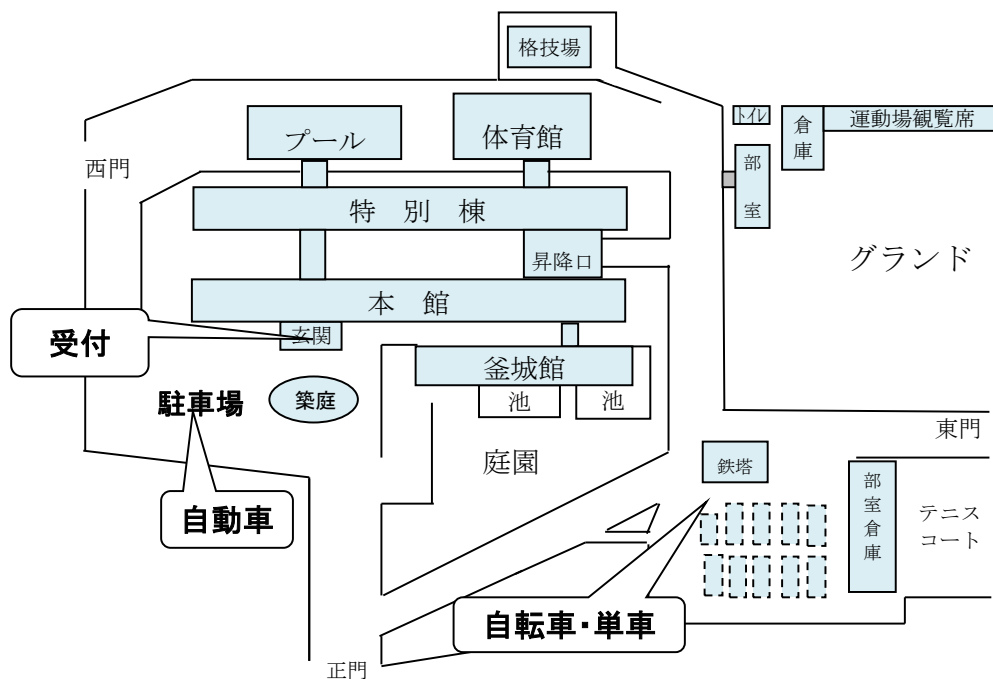 格技場
プール
体育館
トイレ
倉庫
運動場観覧席
西門
部室
特 別 棟
昇降口
グランド
本 館
受付
玄関
釜城館
駐車場
築庭
池
池
東門
庭園
鉄塔
部室倉庫
テニス
コート
自動車
自転車・単車
正門